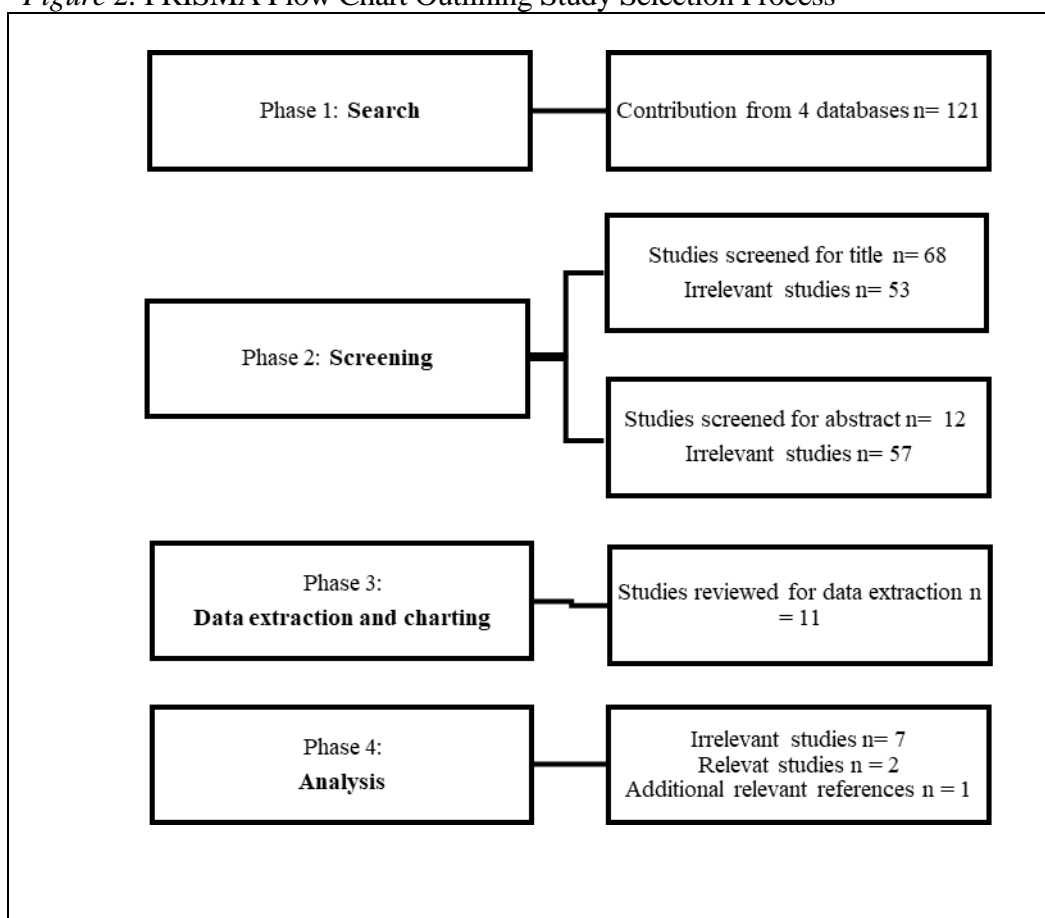 Figure 2. PRISMA Flow Chart Outlining Study Selection Process
Phase 1: Search
Contribution from 4 databases n= 121
Studies screened for title n= 68
Irrelevant studies n= 53
Phase 2: Screening
Studies screened for abstract n= 12
Irrelevant studies n= 57
Phase 3:
Data extraction and charting
Studies reviewed for data extraction n
= 11
Phase 4:
Analysis
Irrelevant studies n= 7
Relevat studies n = 2
Additional relevant references n = 1